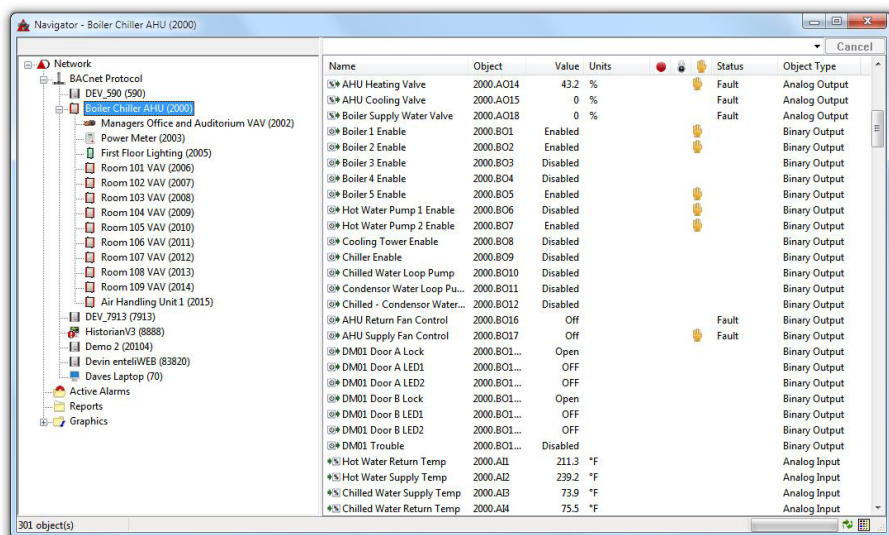 Navigator - Boiler Chiller AHU (2000)
Cancel
Network
BACnet Protocol
DEV_590 (590)
Boiler Chiller AHU (2000)
Managers Office and Auditorium VAV (2002)
Power Meter (2003)
First Floor Lighting (2005)
Room 101 VAV (2006)
Room 102 VAV (2007)
Room 103 VAV (2008)
Room 104 VAV (2009)
Room 105 VAV (2010)
Room 106 VAV (2011)
Room 107 VAV (2012)
Room 108 VAV (2013)
Room 109 VAV (2014)
Air Handling Unit 1 (2015)
DEV_7913 (7913)
HistorianV3 (8888)
Demo 2 (20104)
Devin enteliWEB (83820)
Daves Laptop (70)
Active Alarms
Reports
Graphics
Name Object Value Units Status Object Type
AHU Heating Valve 2000.AO14 43.2 % Fault Analog Output
AHU Cooling Valve 2000.AO15 0 % Fault Analog Output
Boiler Supply Water Valve 2000.AO18 0 % Fault Analog Output
Boiler 1 Enable 2000.BO1 Enabled Binary Output
Boiler 2 Enable 2000.BO2 Enabled Binary Output
Boiler 3 Enable 2000.BO3 Disabled Binary Output
Boiler 4 Enable 2000.BO4 Disabled Binary Output
Boiler 5 Enable 2000.BO5 Enabled Binary Output
Hot Water Pump 1 Enable 2000.BO6 Disabled Binary Output
Hot Water Pump 2 Enable 2000.BO7 Enabled Binary Output
Cooling Tower Enable 2000.BO8 Disabled Binary Output
Chiller Enable 2000.BO9 Disabled Binary Output
Chilled Water Loop Pump 2000.BO10 Disabled Binary Output
Condensor Water Loop Pu... 2000.BO11 Disabled Binary Output
Chilled - Condensor Water... 2000.BO12 Disabled Binary Output
AHU Return Fan Control 2000.BO16 Off Fault Binary Output
AHU Supply Fan Control 2000.BO17 Off Fault Binary Output
DM01 Door A Lock 2000.BO1... Open Binary Output
DM01 Door A LED1 2000.BO1... OFF Binary Output
DM01 Door A LED2 2000.BO1... OFF Binary Output
DM01 Door B Lock 2000.BO1... Open Binary Output
DM01 Door B LED1 2000.BO1... OFF Binary Output
DM01 Door B LED2 2000.BO1... OFF Binary Output
DM01 Trouble 2000.BO1... Disabled Binary Output
Hot Water Return Temp 2000.AI1 211.3 °F Analog Input
Hot Water Supply Temp 2000.AI2 239.2 °F Analog Input
Chilled Water Supply Temp 2000.AI3 73.9 °F Analog Input
Chilled Water Return Temp 2000.AI4 75.5 °F Analog Input
301 object(s)